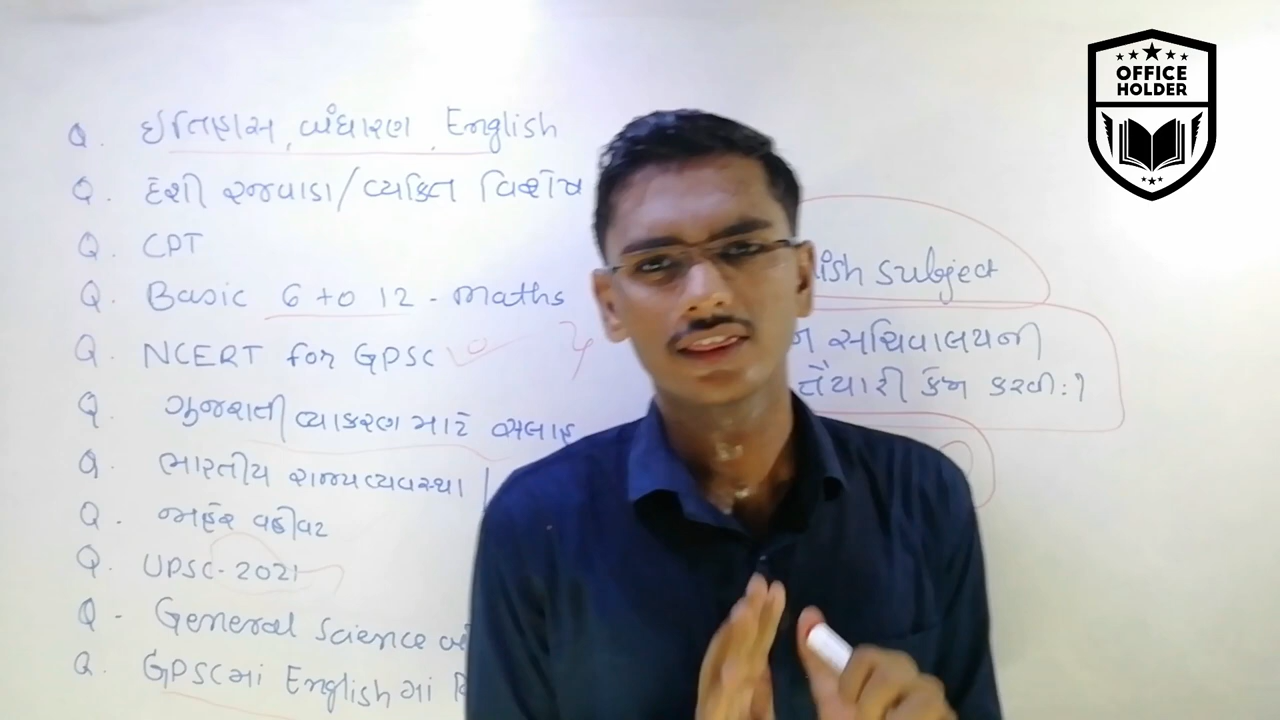 OFFICE
HOLDER
Q. ઈતિહાસ, બંધારણ, English
Q. દેશી રજવાડા/વ્યક્તિ વિશેષ
Q. CPT
Q. Basic 6 to 12 - maths
Q. NCERT for GPSC
Q. ગુજરાતી વ્યાકરણ માટે સલાહ
Q. ભારતીય રાજ્યવ્યવસ્થા |
Q. જાહેર વહીવટ
Q. UPSC-2021
Q - General Science
Q. GPSCમાં Englishમાં
subject
સચિવાલયની
તૈયારી કેમ કરવી:?